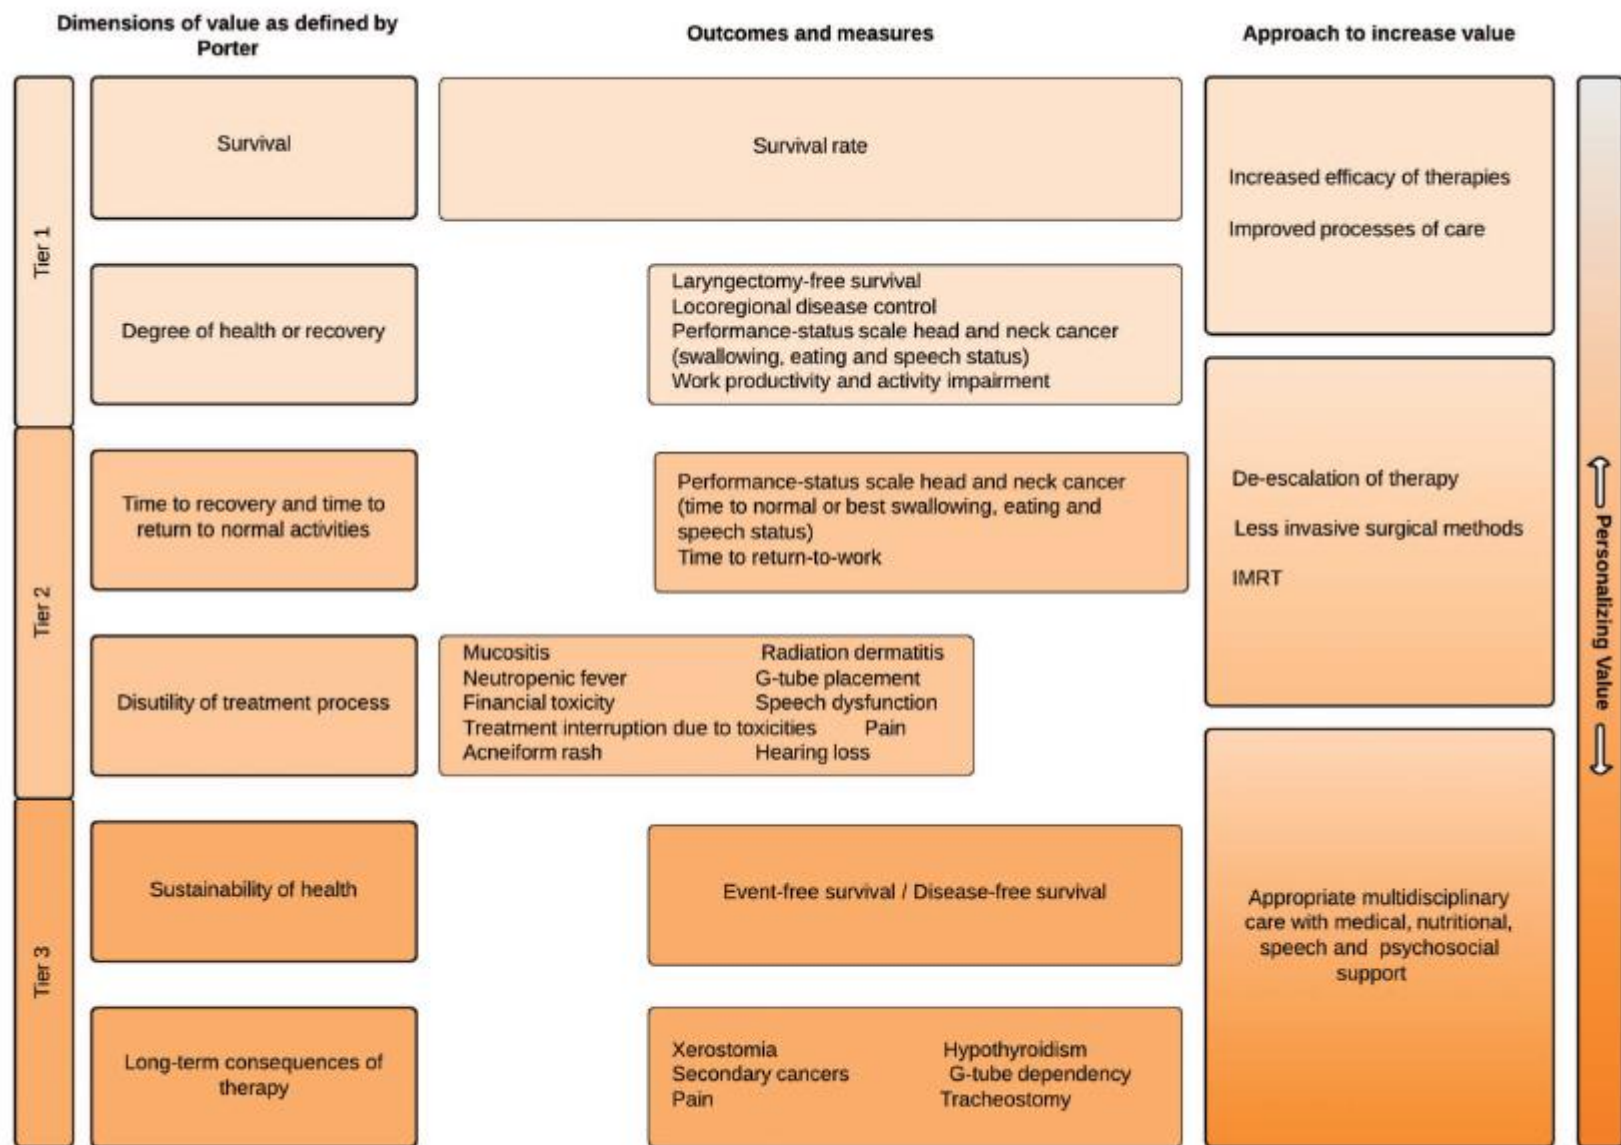 Dimensions of value as defined by
Porter
Outcomes and measures
Approach to increase value
Tier 1
Survival
Survival rate
Increased efficacy of therapies
Improved processes of care
Degree of health or recovery
Laryngectomy-free survival
Locoregional disease control
Performance-status scale head and neck cancer
(swallowing, eating and speech status)
Work productivity and activity impairment
Tier 2
Time to recovery and time to
return to normal activities
Performance-status scale head and neck cancer
(time to normal or best swallowing, eating and
speech status)
Time to return-to-work
De-escalation of therapy
Less invasive surgical methods
IMRT
Disutility of treatment process
Mucositis Radiation dermatitis
Neutropenic fever G-tube placement
Financial toxicity Speech dysfunction
Treatment interruption due to toxicities Pain
Acneiform rash Hearing loss
Tier 3
Sustainability of health
Event-free survival / Disease-free survival
Appropriate multidisciplinary
care with medical, nutritional,
speech and psychosocial
support
Long-term consequences of
therapy
Xerostomia Hypothyroidism
Secondary cancers G-tube dependency
Pain Tracheostomy
Personalizing Value